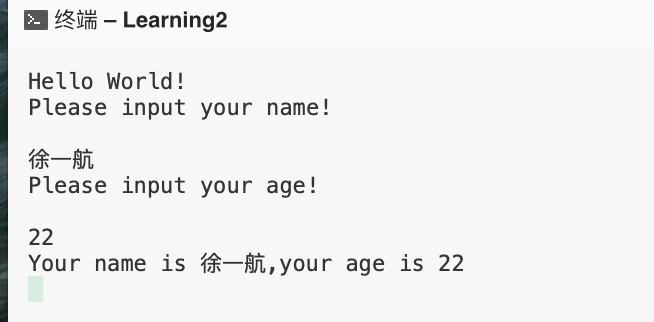 终端 – Learning2
Hello World!
Please input your name!
徐一航
Please input your age!
22
Your name is 徐一航,your age is 22